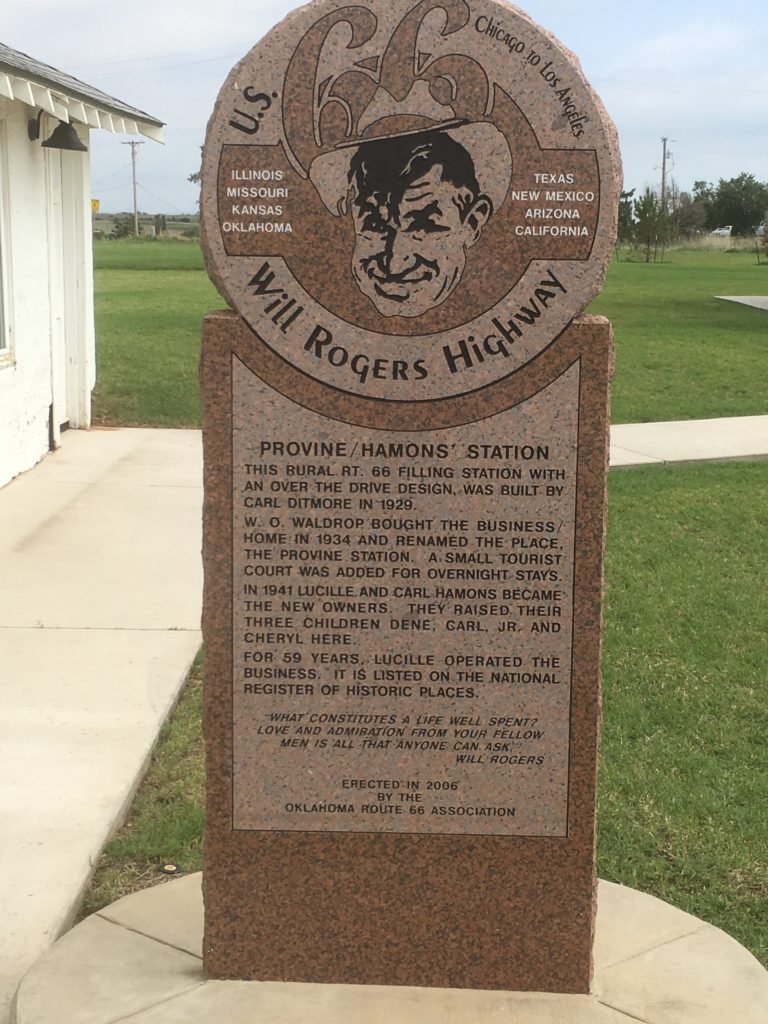 U.S. 66
Chicago to Los Angeles
ILLINOIS
MISSOURI
KANSAS
OKLAHOMA
TEXAS
NEW MEXICO
ARIZONA
CALIFORNIA
Will Rogers Highway
PROVINE/HAMONS' STATION
THIS RURAL RT. 66 FILLING STATION WITH
AN OVER THE DRIVE DESIGN, WAS BUILT BY
CARL DITMORE IN 1929.
W. O. WALDROP BOUGHT THE BUSINESS/
HOME IN 1934 AND RENAMED THE PLACE,
THE PROVINE STATION. A SMALL TOURIST
COURT WAS ADDED FOR OVERNIGHT STAYS.
IN 1941 LUCILLE AND CARL HAMONS BECAME
THE NEW OWNERS. THEY RAISED THEIR
THREE CHILDREN DENE, CARL, JR. AND
CHERYL HERE.
FOR 59 YEARS, LUCILLE OPERATED THE
BUSINESS. IT IS LISTED ON THE NATIONAL
REGISTER OF HISTORIC PLACES.
"WHAT CONSTITUTES A LIFE WELL SPENT?
LOVE AND ADMIRATION FROM YOUR FELLOW
MEN IS ALL THAT ANYONE CAN ASK."
WILL ROGERS
ERECTED IN 2006
BY THE
OKLAHOMA ROUTE 66 ASSOCIATION